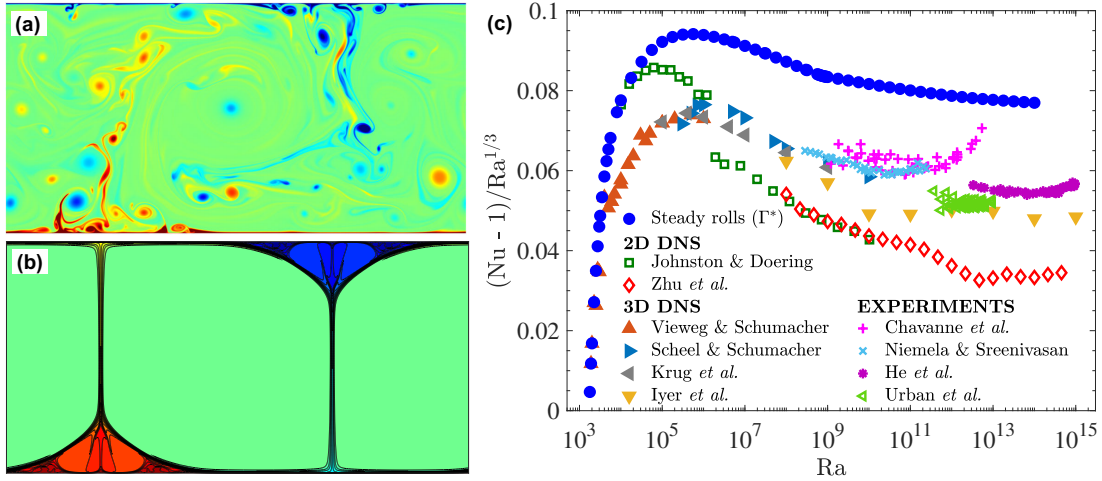 (a)
(b)
(c)
(Nu - 1)/Ra^{1/3}
0.1
0.08
0.06
0.04
0.02
0
Steady rolls (Γ*)
2D DNS
Johnston & Doering
Zhu et al.
3D DNS
Vieweg & Schumacher
Scheel & Schumacher
Krug et al.
Iyer et al.
EXPERIMENTS
Chavanne et al.
Niemela & Sreenivasan
He et al.
Urban et al.
10^3 10^5 10^7 10^9 10^{11} 10^{13} 10^{15}
Ra